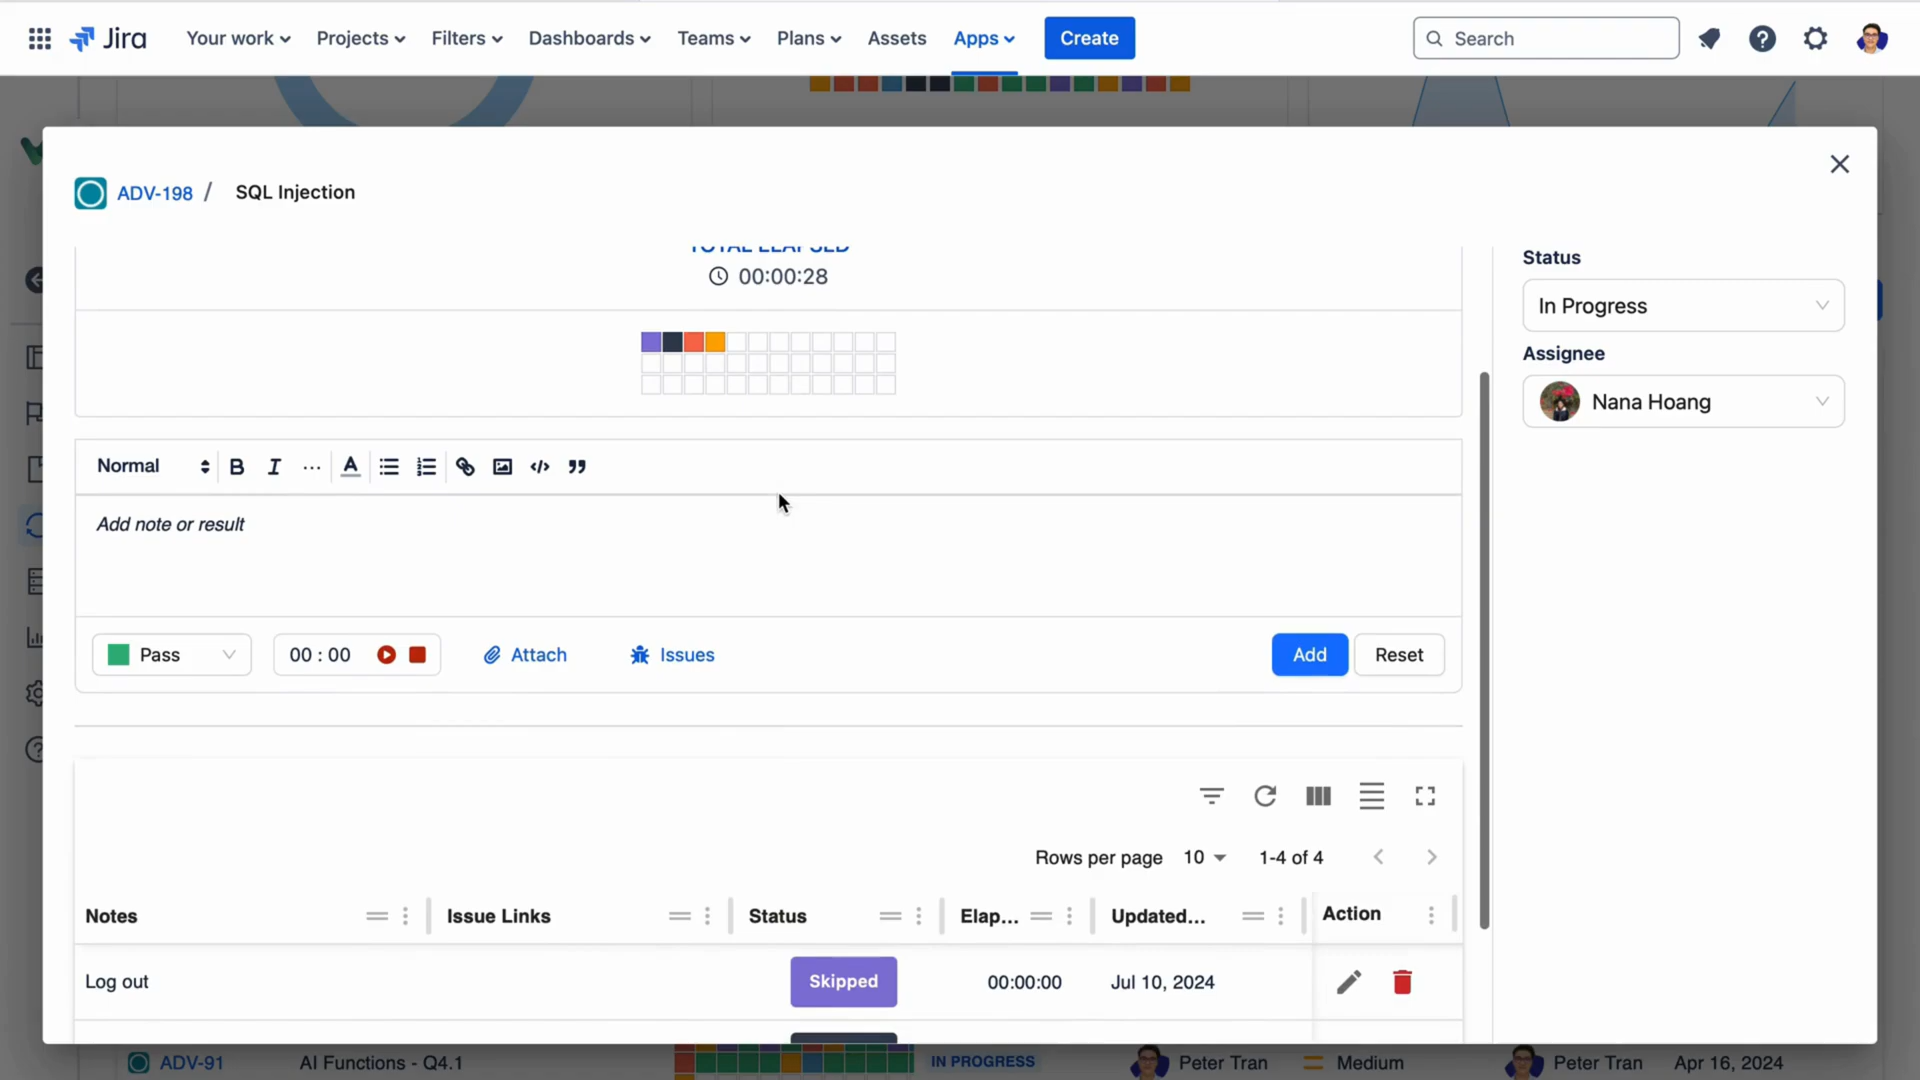 Jira Your work Projects Filters Dashboards Teams Plans Assets Apps Create Search
ADV-198 / SQL Injection
TOTAL ELAPSED
00:00:28
Status
In Progress
Assignee
Nana Hoang
Normal
Add note or result
Pass 00 : 00 Attach Issues Add Reset
Rows per page 10 1-4 of 4
Notes Issue Links Status Elap... Updated... Action
Log out Skipped 00:00:00 Jul 10, 2024
ADV-91 AI Functions - Q4.1 IN PROGRESS Peter Tran Medium Peter Tran Apr 16, 2024